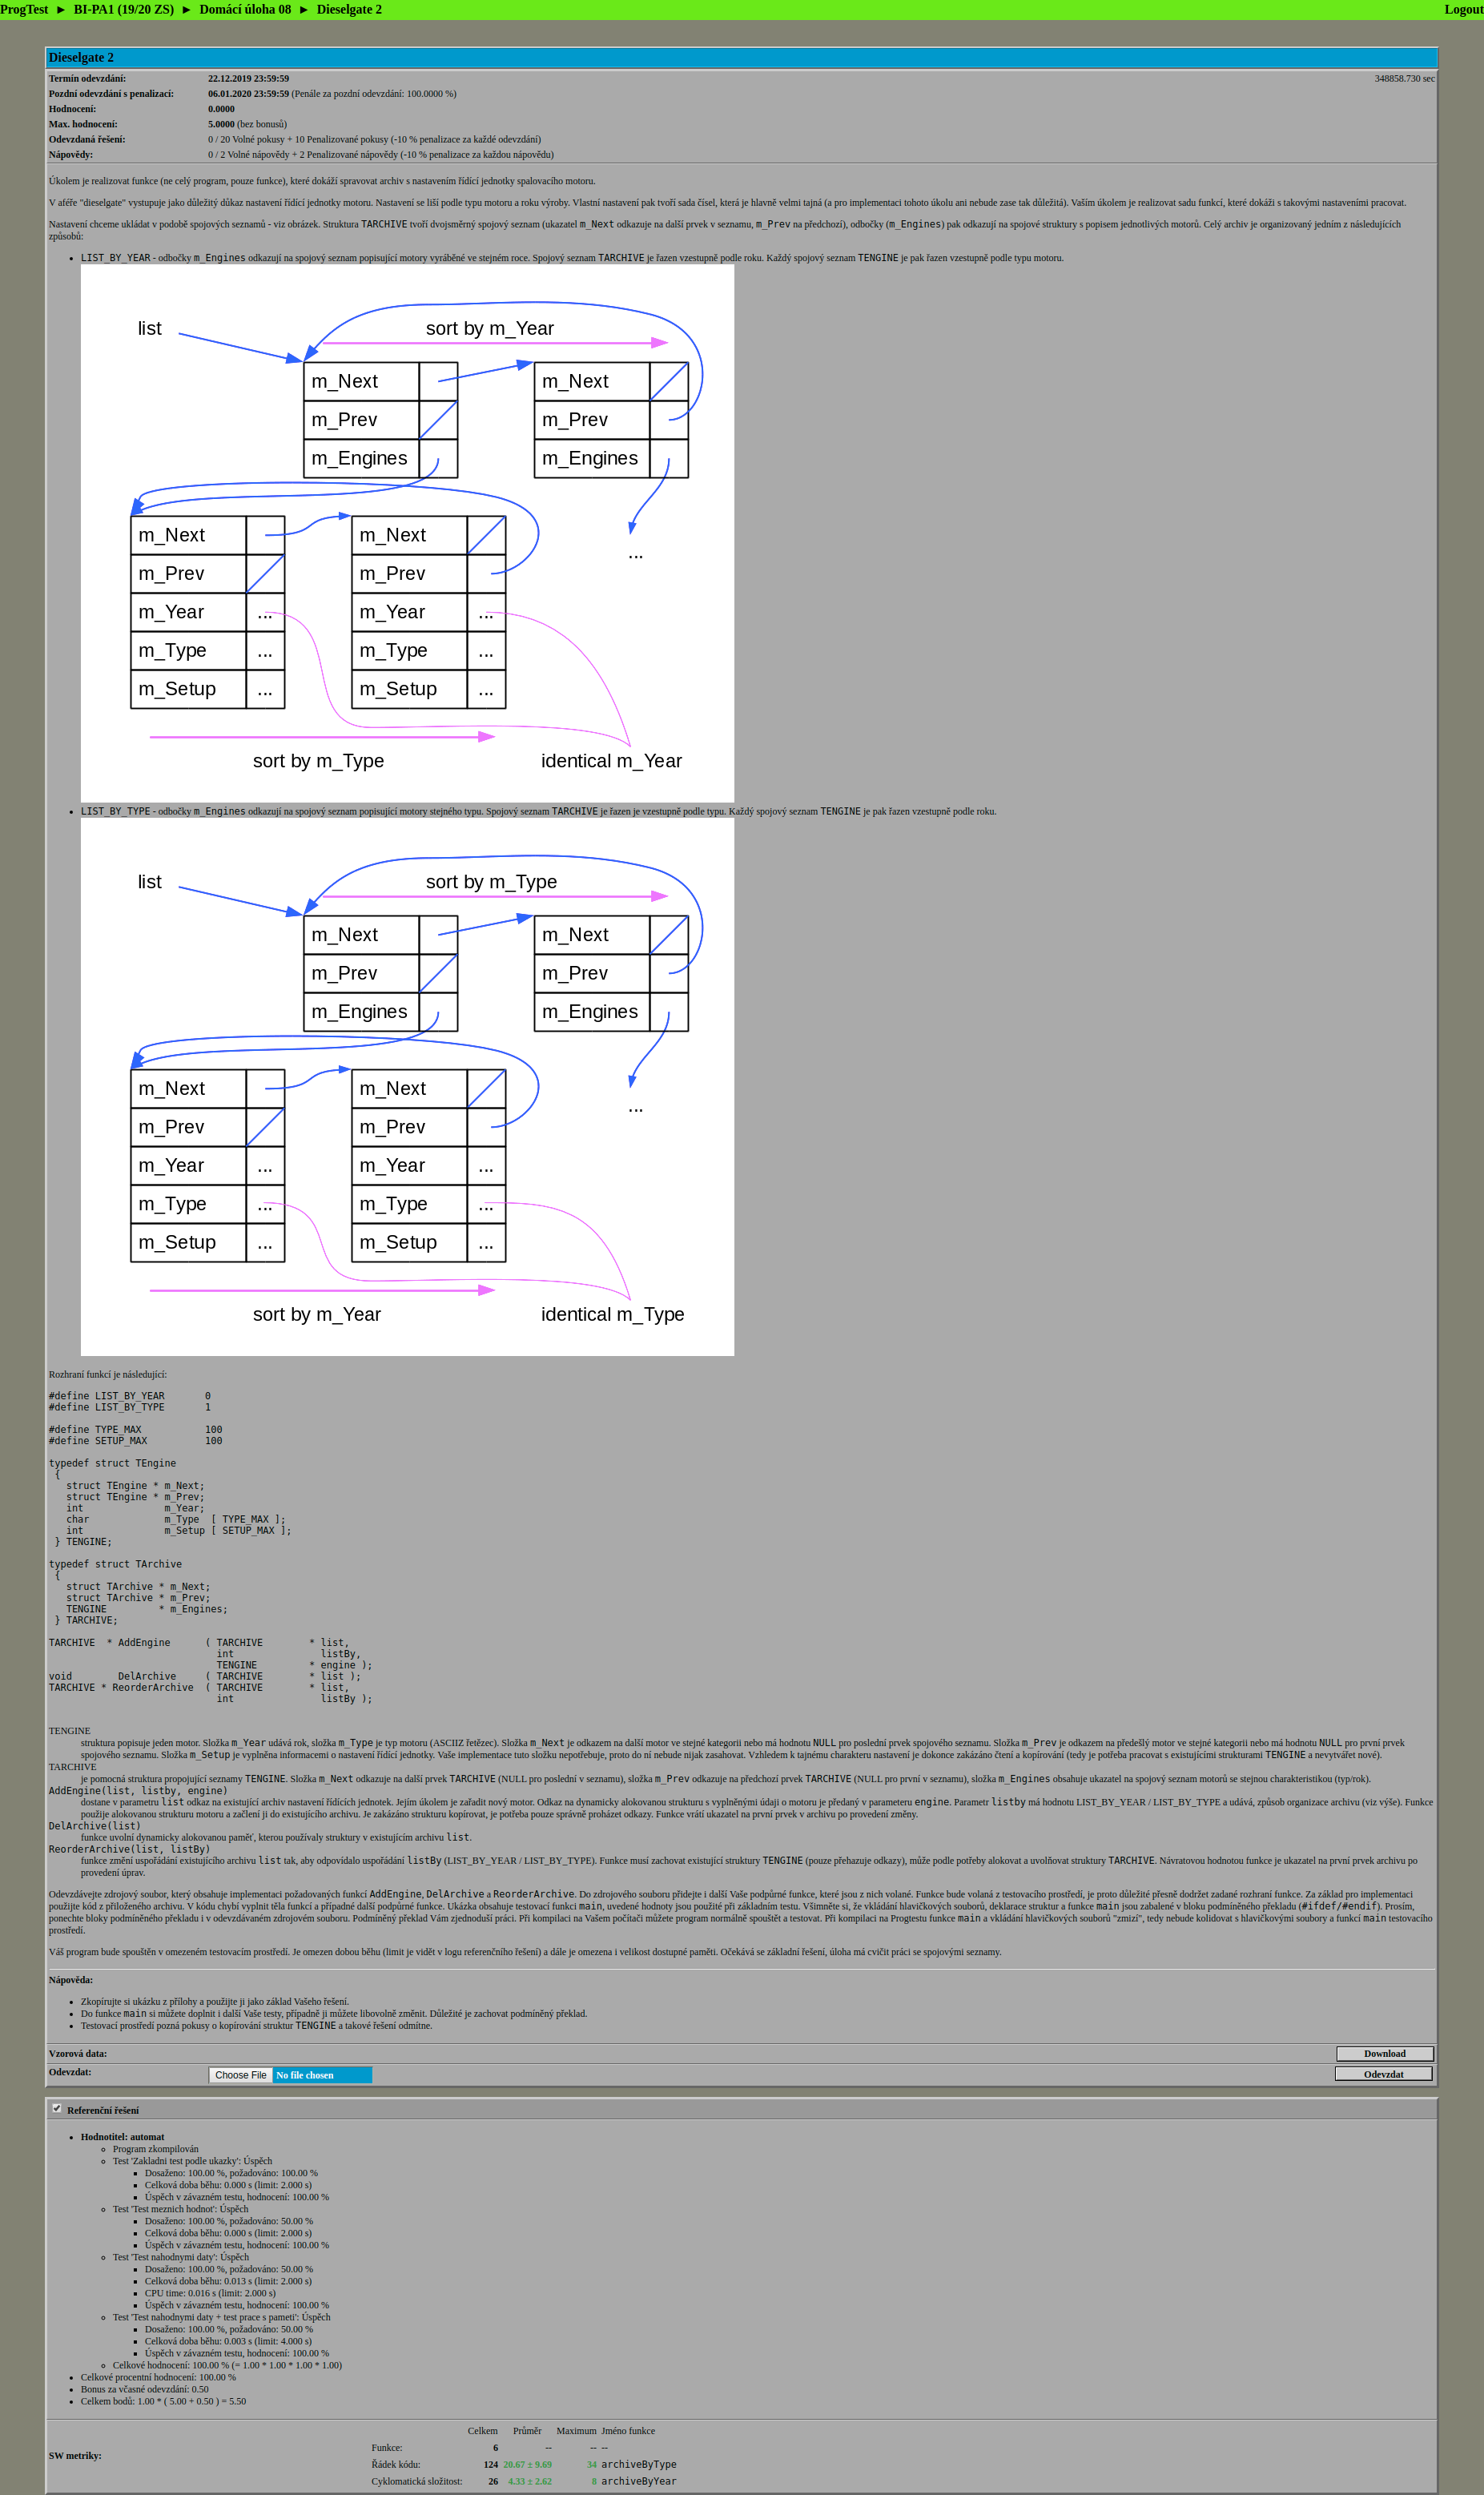 ProgTest ► BI-PA1 (19/20 ZS) ► Domácí úloha 08 ► Dieselgate 2 Logout
Dieselgate 2
Termín odevzdání: 22.12.2019 23:59:59 348858.730 sec
Pozdní odevzdání s penalizací: 06.01.2020 23:59:59 (Penále za pozdní odevzdání: 100.0000 %)
Hodnocení: 0.0000
Max. hodnocení: 5.0000 (bez bonusů)
Odevzdaná řešení: 0 / 20 Volné pokusy + 10 Penalizované pokusy (-10 % penalizace za každé odevzdání)
Nápovědy: 0 / 2 Volné nápovědy + 2 Penalizované nápovědy (-10 % penalizace za každou nápovědu)
Úkolem je realizovat funkce (ne celý program, pouze funkce), které dokáží spravovat archiv s nastavením řídící jednotky spalovacího motoru.
V aféře "dieselgate" vystupuje jako důležitý důkaz nastavení řídící jednotky motoru. Nastavení se liší podle typu motoru a roku výroby. Vlastní nastavení pak tvoří sada čísel, která je hlavně velmi tajná (a pro implementaci tohoto úkolu ani nebude zase tak důležitá). Vaším úkolem je realizovat sadu funkcí, které dokáži s takovými nastaveními pracovat.
Nastavení chceme ukládat v podobě spojových seznamů - viz obrázek. Struktura TARCHIVE tvoří dvojsměrný spojový seznam (ukazatel m_Next odkazuje na další prvek v seznamu, m_Prev na předchozí), odbočky (m_Engines) pak odkazují na spojové struktury s popisem jednotlivých motorů. Celý archiv je organizovaný jedním z následujících
způsobů:
• LIST_BY_YEAR - odbočky m_Engines odkazují na spojový seznam popisující motory vyráběné ve stejném roce. Spojový seznam TARCHIVE je řazen vzestupně podle roku. Každý spojový seznam TENGINE je pak řazen vzestupně podle typu motoru.
list sort by m_Year
m_Next m_Next
m_Prev m_Prev
m_Engines m_Engines
m_Next m_Next
...
m_Prev m_Prev
m_Year ... m_Year ...
m_Type ... m_Type ...
m_Setup ... m_Setup ...
sort by m_Type identical m_Year
• LIST_BY_TYPE - odbočky m_Engines odkazují na spojový seznam popisující motory stejného typu. Spojový seznam TARCHIVE je řazen je vzestupně podle typu. Každý spojový seznam TENGINE je pak řazen vzestupně podle roku.
list sort by m_Type
m_Next m_Next
m_Prev m_Prev
m_Engines m_Engines
m_Next m_Next
...
m_Prev m_Prev
m_Year ... m_Year ...
m_Type ... m_Type ...
m_Setup ... m_Setup ...
sort by m_Year identical m_Type
Rozhraní funkcí je následující:
#define LIST_BY_YEAR 0
#define LIST_BY_TYPE 1
#define TYPE_MAX 100
#define SETUP_MAX 100
typedef struct TEngine
{
struct TEngine * m_Next;
struct TEngine * m_Prev;
int m_Year;
char m_Type [ TYPE_MAX ];
int m_Setup [ SETUP_MAX ];
} TENGINE;
typedef struct TArchive
{
struct TArchive * m_Next;
struct TArchive * m_Prev;
TENGINE * m_Engines;
} TARCHIVE;
TARCHIVE * AddEngine ( TARCHIVE * list,
int listBy,
TENGINE * engine );
void DelArchive ( TARCHIVE * list );
TARCHIVE * ReorderArchive ( TARCHIVE * list,
int listBy );
TENGINE
struktura popisuje jeden motor. Složka m_Year udává rok, složka m_Type je typ motoru (ASCIIZ řetězec). Složka m_Next je odkazem na další motor ve stejné kategorii nebo má hodnotu NULL pro poslední prvek spojového seznamu. Složka m_Prev je odkazem na předešlý motor ve stejné kategorii nebo má hodnotu NULL pro první prvek
spojového seznamu. Složka m_Setup je vyplněna informacemi o nastavení řídící jednotky. Vaše implementace tuto složku nepotřebuje, proto do ní nebude nijak zasahovat. Vzhledem k tajnému charakteru nastavení je dokonce zakázáno čtení a kopírování (tedy je potřeba pracovat s existujícími strukturami TENGINE a nevytvářet nové).
TARCHIVE
je pomocná struktura propojující seznamy TENGINE. Složka m_Next odkazuje na další prvek TARCHIVE (NULL pro poslední v seznamu), složka m_Prev odkazuje na předchozí prvek TARCHIVE (NULL pro první v seznamu), složka m_Engines obsahuje ukazatel na spojový seznam motorů se stejnou charakteristikou (typ/rok).
AddEngine(list, listby, engine)
dostane v parametru list odkaz na existující archiv nastavení řídících jednotek. Jejím úkolem je zařadit nový motor. Odkaz na dynamicky alokovanou strukturu s vyplněnými údaji o motoru je předaný v parametru engine. Parametr listby má hodnotu LIST_BY_YEAR / LIST_BY_TYPE a udává, způsob organizace archivu (viz výše). Funkce
použije alokovanou strukturu motoru a začlení ji do existujícího archivu. Je zakázáno struktury kopírovat, je potřeba pouze správně proházet odkazy. Funkce vrátí ukazatel na první prvek v archivu po provedení změny.
DelArchive(list)
funkce uvolní dynamicky alokovanou paměť, kterou používaly struktury v existujícím archivu list.
ReorderArchive(list, listBy)
funkce změní uspořádání existujícího archivu list tak, aby odpovídalo uspořádání listBy (LIST_BY_YEAR / LIST_BY_TYPE). Funkce musí zachovat existující struktury TENGINE (pouze přehazuje odkazy), může podle potřeby alokovat a uvolňovat struktury TARCHIVE. Návratovou hodnotou funkce je ukazatel na první prvek archivu po
provedení úprav.
Odevzdávejte zdrojový soubor, který obsahuje implementaci požadovaných funkcí AddEngine, DelArchive a ReorderArchive. Do zdrojového souboru přidejte i další Vaše podpůrné funkce, které jsou z nich volané. Funkce bude volaná z testovacího prostředí, je proto důležité přesně dodržet zadané rozhraní funkce. Za základ pro implementaci
použijte kód z přiloženého archivu. V kódu chybí vyplnit těla funkcí a případné další podpůrné funkce. Ukázka obsahuje testovací funkci main, uvedené hodnoty jsou použité při základním testu. Všimněte si, že vkládání hlavičkových souborů, deklarace struktur a funkce main jsou zabalené v bloku podmíněného překladu (#ifdef/#endif). Prosím,
ponechte bloky podmíněného překladu i v odevzdávaném zdrojovém souboru. Podmíněný překlad Vám zjednoduší práci. Při kompilaci na Vašem počítači můžete program normálně spouštět a testovat. Při kompilaci na Progtestu funkce main a vkládání hlavičkových souborů "zmizí", tedy nebude kolidovat s hlavičkovými soubory a funkcí main testovacího
prostředí.
Váš program bude spouštěn v omezeném testovacím prostředí. Je omezen dobou běhu (limit je vidět v logu referenčního řešení) a dále je omezena i velikost dostupné paměti. Očekává se základní řešení, úloha má cvičit práci se spojovými seznamy.
Nápověda:
• Zkopírujte si ukázku z přílohy a použijte ji jako základ Vašeho řešení.
• Do funkce main si můžete doplnit i další Vaše testy, případně ji můžete libovolně změnit. Důležité je zachovat podmíněný překlad.
• Testovací prostředí pozná pokusy o kopírování struktur TENGINE a takové řešení odmítne.
Vzorová data: Download
Odevzdat: Choose File No file chosen Odevzdat
Referenční řešení
• Hodnotitel: automat
◦ Program zkompilován
◦ Test 'Zakladni test podle ukazky': Úspěch
▪ Dosaženo: 100.00 %, požadováno: 100.00 %
▪ Celková doba běhu: 0.000 s (limit: 2.000 s)
▪ Úspěch v závazném testu, hodnocení: 100.00 %
◦ Test 'Test meznich hodnot': Úspěch
▪ Dosaženo: 100.00 %, požadováno: 50.00 %
▪ Celková doba běhu: 0.000 s (limit: 2.000 s)
▪ Úspěch v závazném testu, hodnocení: 100.00 %
◦ Test 'Test nahodnymi daty': Úspěch
▪ Dosaženo: 100.00 %, požadováno: 50.00 %
▪ Celková doba běhu: 0.013 s (limit: 2.000 s)
▪ CPU time: 0.016 s (limit: 2.000 s)
▪ Úspěch v závazném testu, hodnocení: 100.00 %
◦ Test 'Test nahodnymi daty + test prace s pameti': Úspěch
▪ Dosaženo: 100.00 %, požadováno: 50.00 %
▪ Celková doba běhu: 0.003 s (limit: 4.000 s)
▪ Úspěch v závazném testu, hodnocení: 100.00 %
◦ Celkové hodnocení: 100.00 % (= 1.00 * 1.00 * 1.00 * 1.00)
• Celkové procentní hodnocení: 100.00 %
• Bonus za včasné odevzdání: 0.50
• Celkem bodů: 1.00 * ( 5.00 + 0.50 ) = 5.50
SW metriky:
Celkem Průměr Maximum Jméno funkce
Funkce: 6 -- -- --
Řádek kódu: 124 20.67 ± 9.69 34 archiveByType
Cyklomatická složitost: 26 4.33 ± 2.62 8 archiveByYear